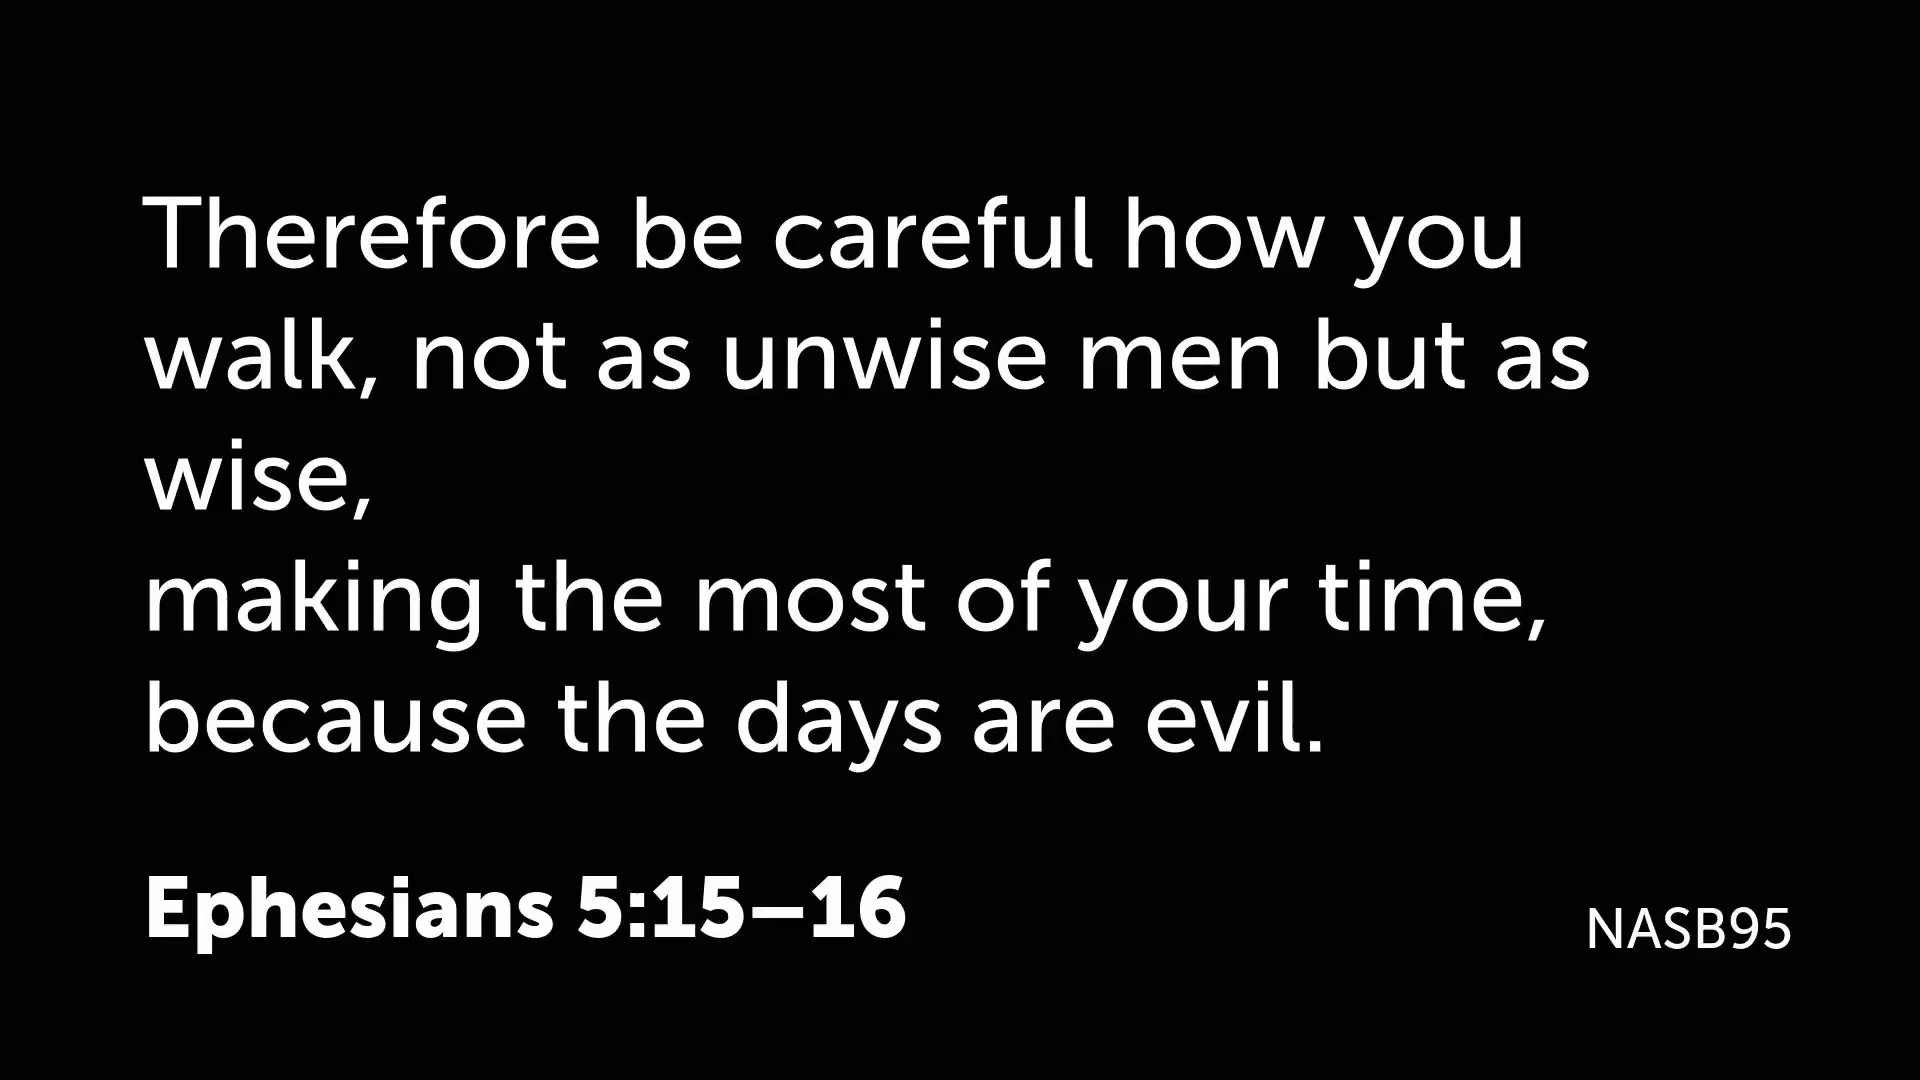 Therefore be careful how you
walk, not as unwise men but as
wise,
making the most of your time,
because the days are evil.
Ephesians 5:15–16
NASB95